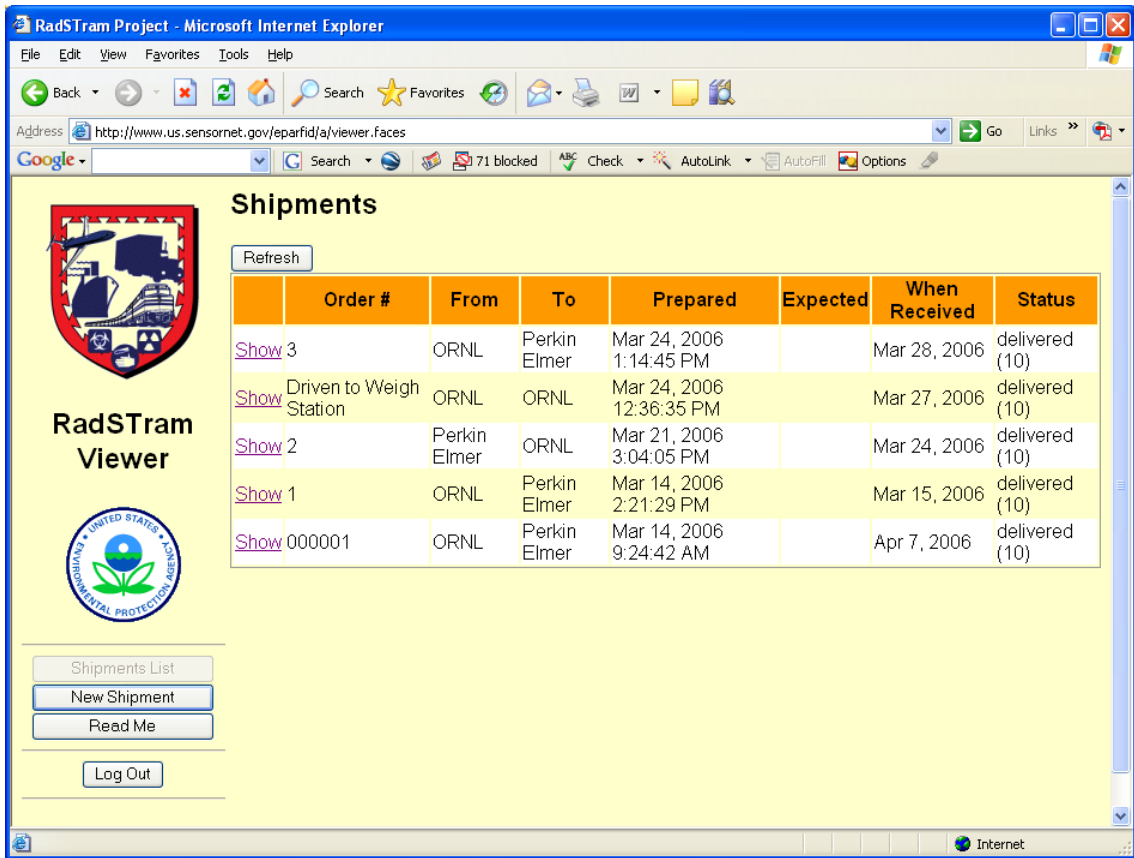 RadSTram Project - Microsoft Internet Explorer
File Edit View Favorites Tools Help
Back Search Favorites W
Address http://www.us.sensornet.gov/eparfid/a/viewer.faces Go Links »
Google G Search 71 blocked ABC Check AutoLink AutoFill Options
RadSTram
Viewer
UNITED STATES
ENVIRONMENTAL PROTECTION AGENCY
Shipments List
New Shipment
Read Me
Log Out
Shipments
Refresh
Order # From To Prepared Expected When Received Status
Show 3 ORNL Perkin Elmer Mar 24, 2006 1:14:45 PM Mar 28, 2006 delivered (10)
Show Driven to Weigh Station ORNL ORNL Mar 24, 2006 12:36:35 PM Mar 27, 2006 delivered (10)
Show 2 Perkin Elmer ORNL Mar 21, 2006 3:04:05 PM Mar 24, 2006 delivered (10)
Show 1 ORNL Perkin Elmer Mar 14, 2006 2:21:29 PM Mar 15, 2006 delivered (10)
Show 000001 ORNL Perkin Elmer Mar 14, 2006 9:24:42 AM Apr 7, 2006 delivered (10)
Internet